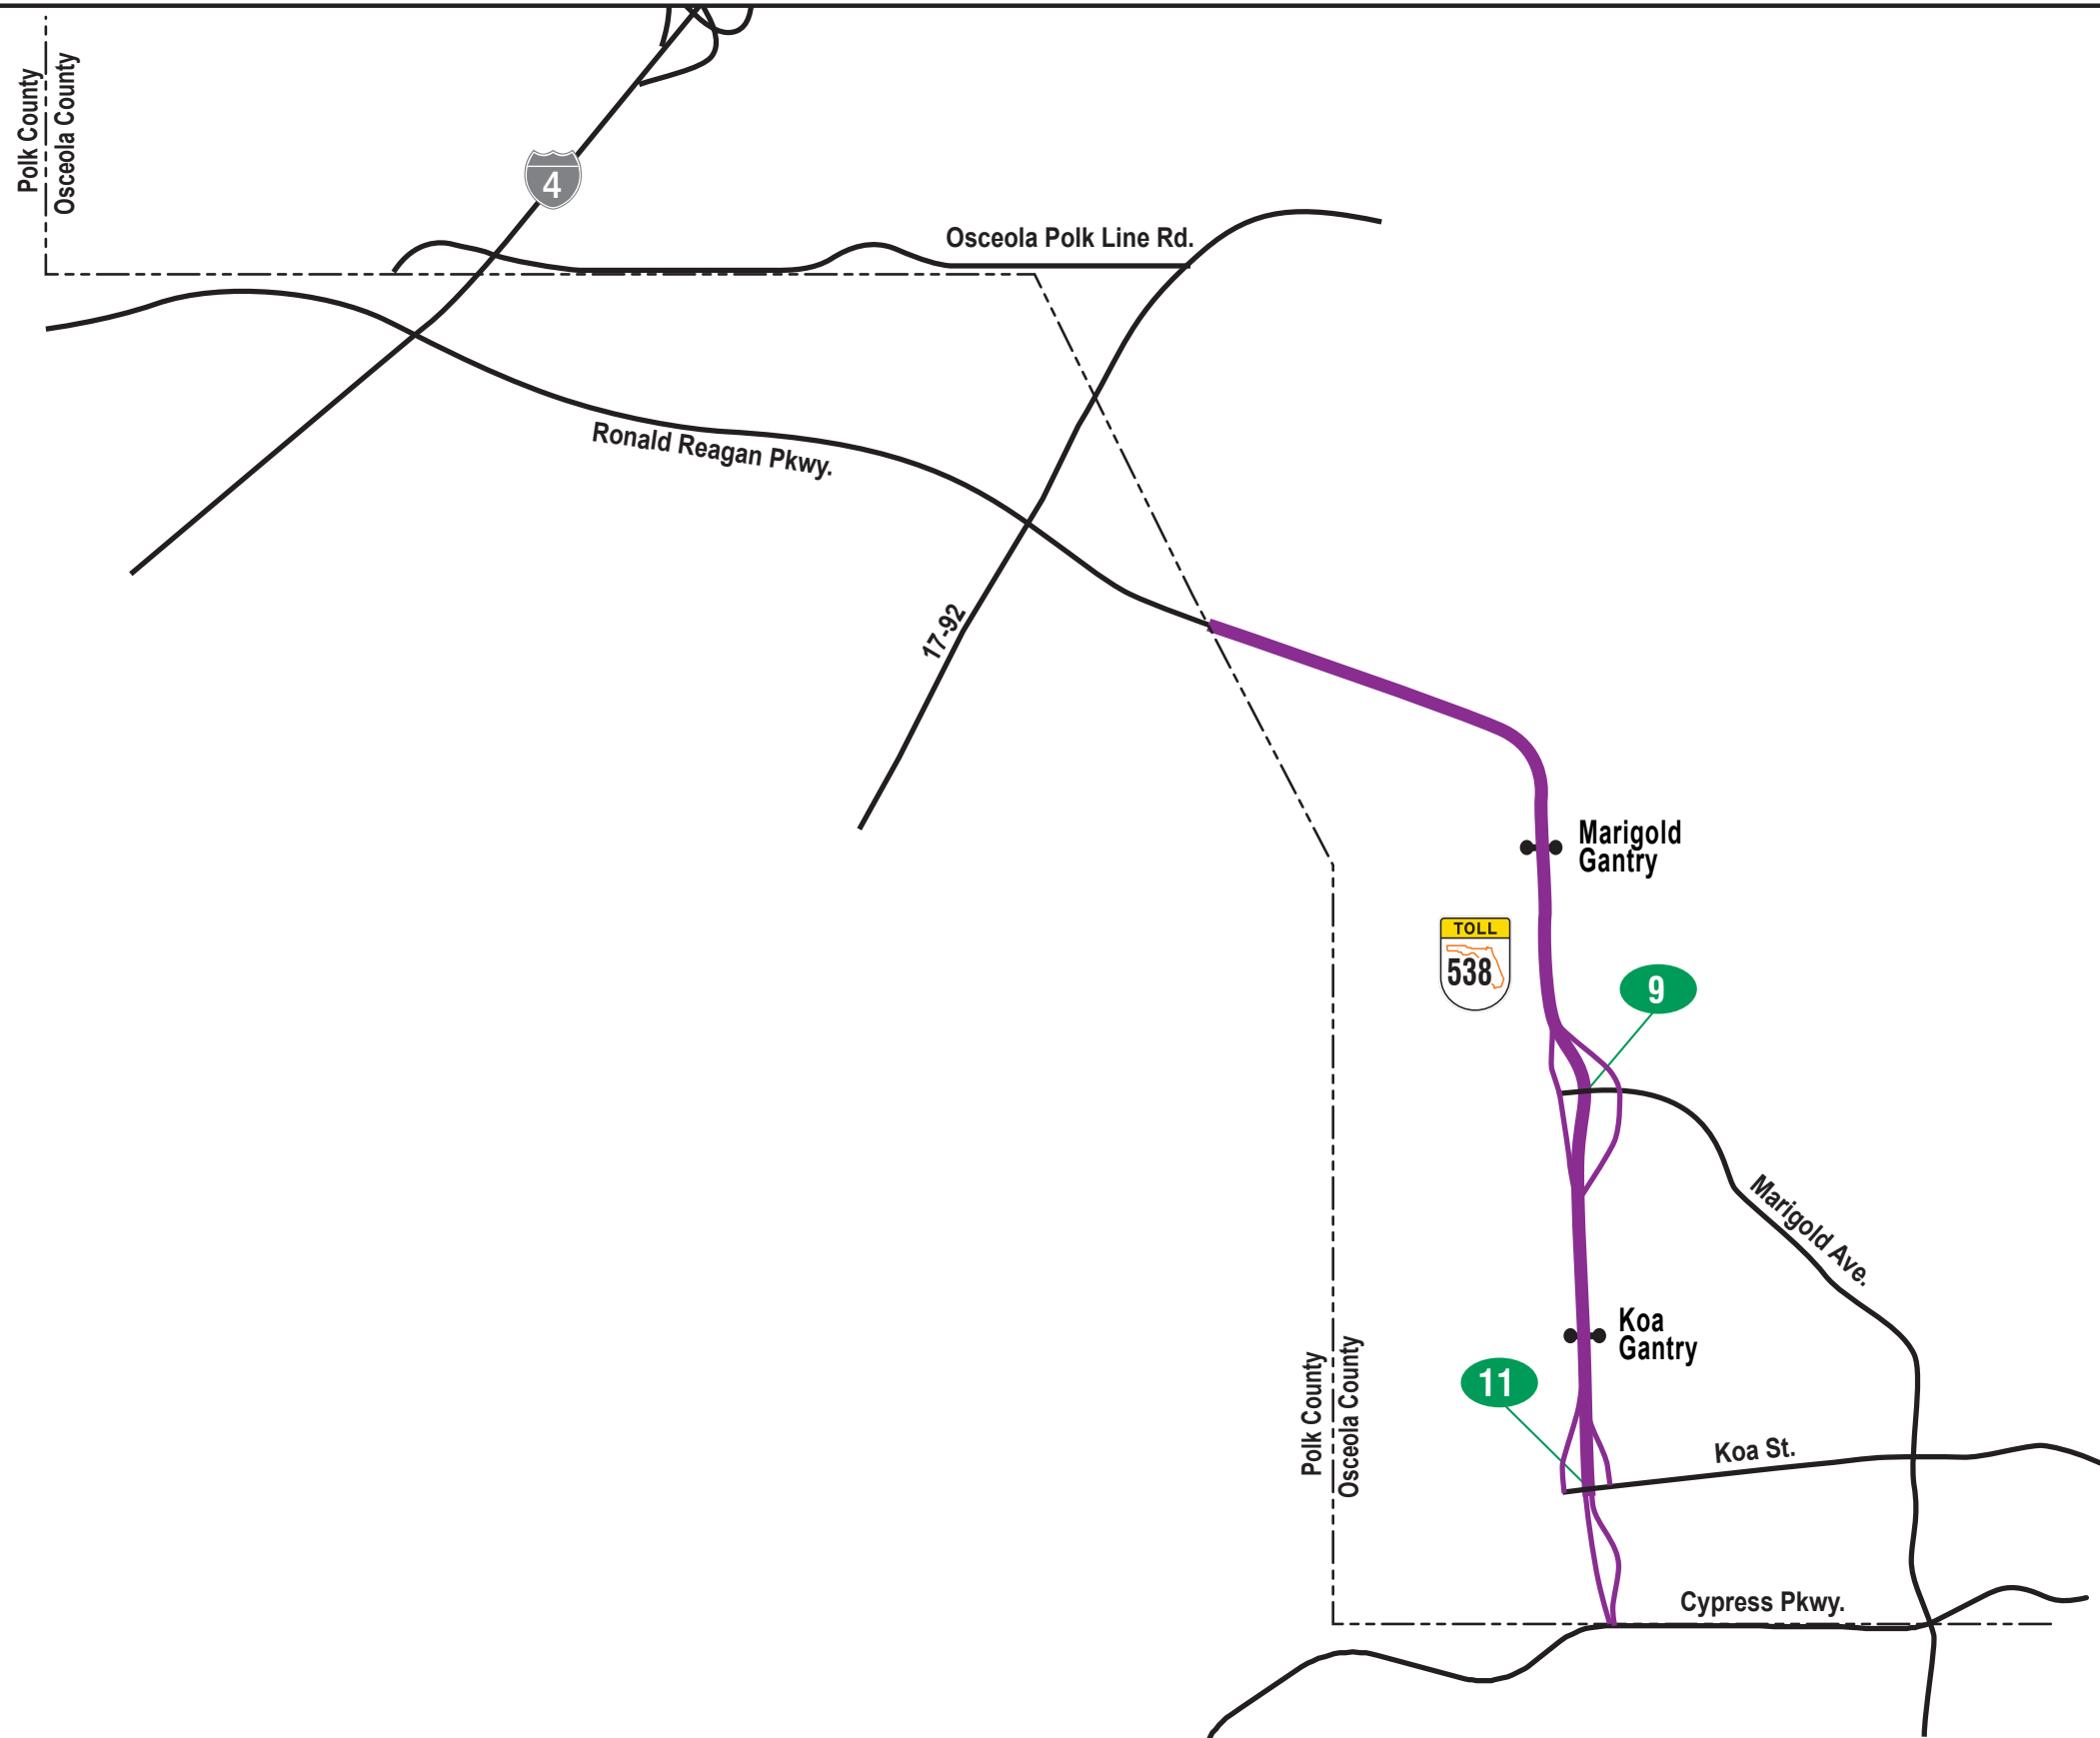 Polk County
Osceola County
4
Osceola Polk Line Rd.
Ronald Reagan Pkwy.
17-92
Marigold
Gantry
TOLL
538
9
Marigold Ave.
Koa
Gantry
11
Polk County
Osceola County
Koa St.
Cypress Pkwy.